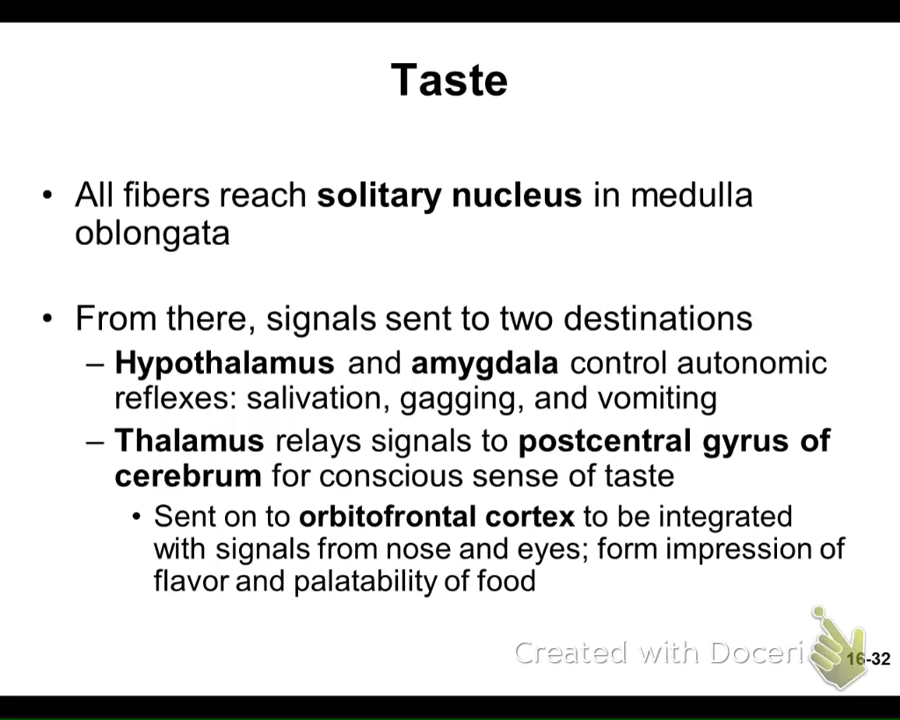 Taste
• All fibers reach solitary nucleus in medulla
oblongata
• From there, signals sent to two destinations
– Hypothalamus and amygdala control autonomic
reflexes: salivation, gagging, and vomiting
– Thalamus relays signals to postcentral gyrus of
cerebrum for conscious sense of taste
• Sent on to orbitofrontal cortex to be integrated
with signals from nose and eyes; form impression of
flavor and palatability of food
Created with Doceri
16-32